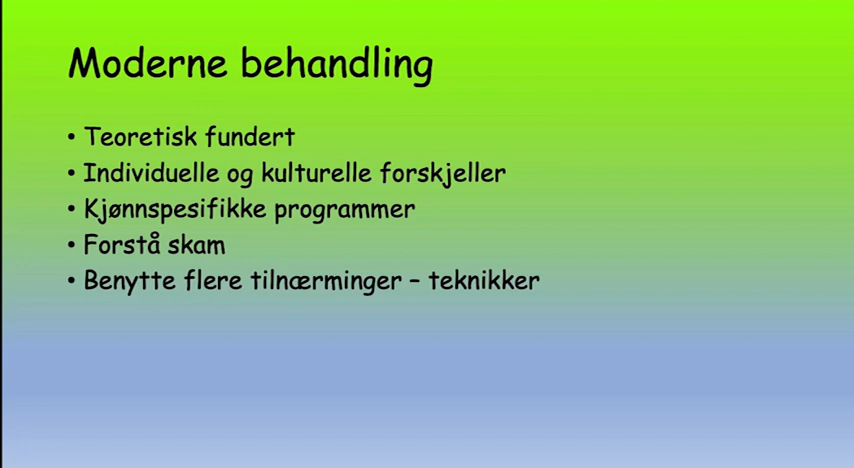 Moderne behandling
• Teoretisk fundert
• Individuelle og kulturelle forskjeller
• Kjønnspesifikke programmer
• Forstå skam
• Benytte flere tilnærminger – teknikker